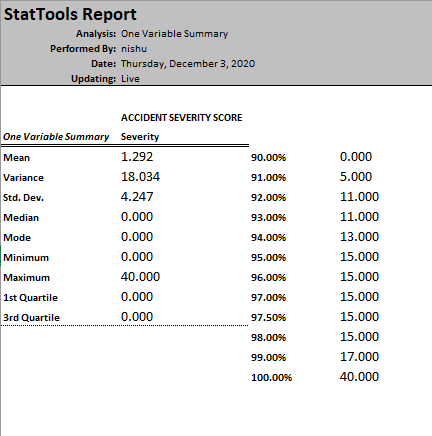 StatTools Report
Analysis: One Variable Summary
Performed By: nishu
Date: Thursday, December 3, 2020
Updating: Live
ACCIDENT SEVERITY SCORE
One Variable Summary Severity
Mean 1.292 90.00% 0.000
Variance 18.034 91.00% 5.000
Std. Dev. 4.247 92.00% 11.000
Median 0.000 93.00% 11.000
Mode 0.000 94.00% 13.000
Minimum 0.000 95.00% 15.000
Maximum 40.000 96.00% 15.000
1st Quartile 0.000 97.00% 15.000
3rd Quartile 0.000 97.50% 15.000
98.00% 15.000
99.00% 17.000
100.00% 40.000